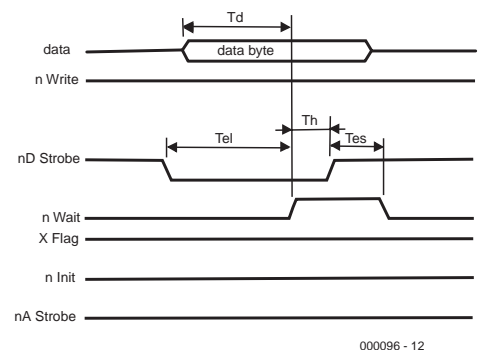 Td
data
data byte
n Write
Th
Tel
Tes
nD Strobe
n Wait
X Flag
n Init
nA Strobe
000096 - 12